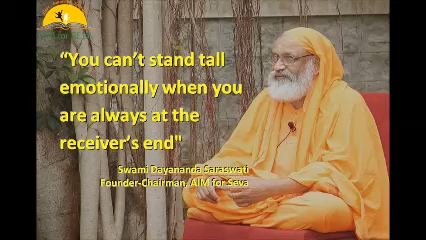 “You can’t stand tall
emotionally when you
are always at the
receiver’s end"
Swami Dayananda Saraswati
Founder-Chairman, AIM for Seva